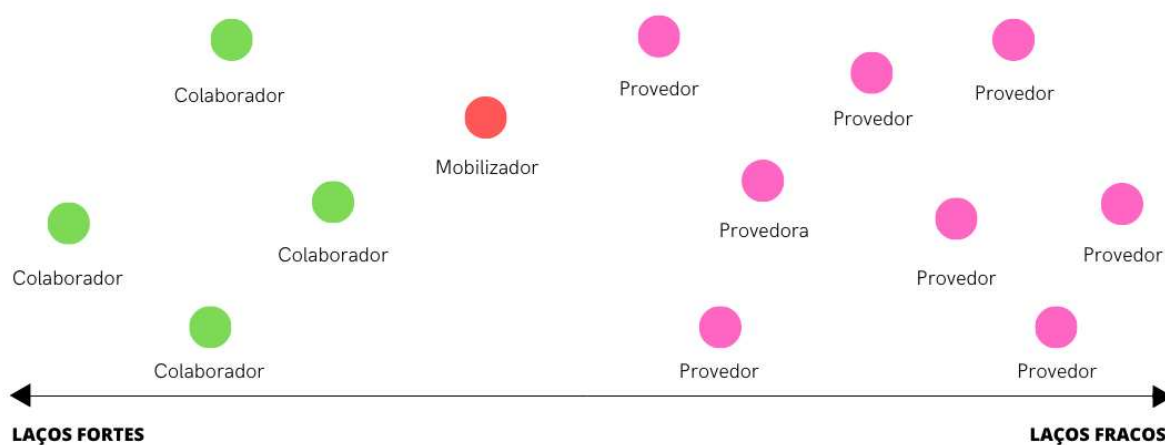 Colaborador
Provedor
Provedor
Provedor
Mobilizador
Provedora
Colaborador
Colaborador
Provedor
Provedor
Colaborador
Provedor
Provedor
LAÇOS FORTES
LAÇOS FRACOS